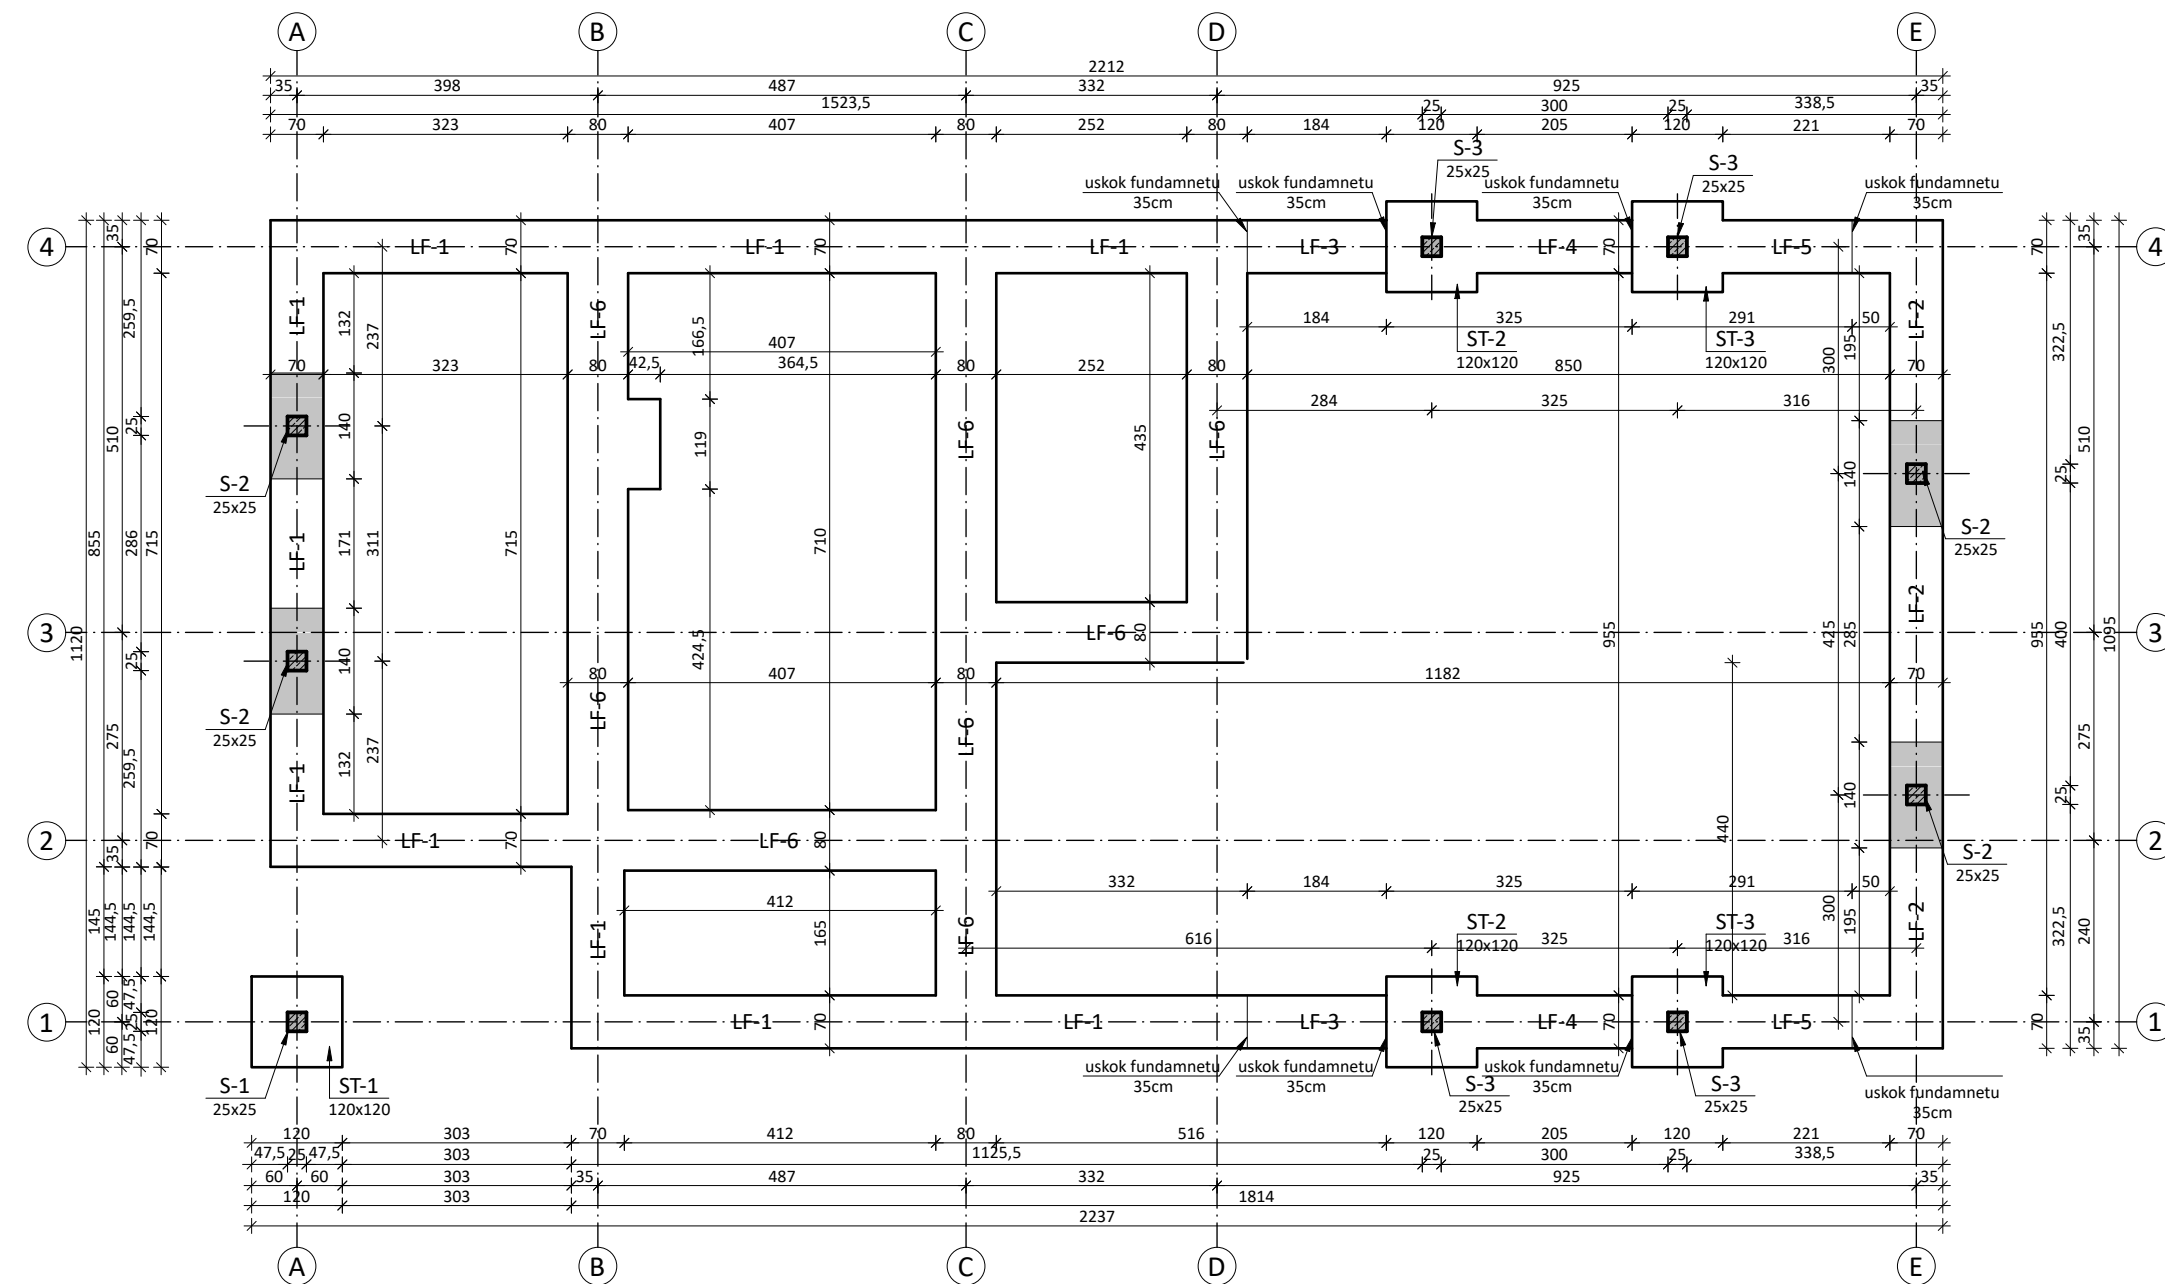 A B C D E
2212
35 398 487 332 925 35
1523,5 25 300 25 338,5
70 323 80 407 80 252 80 184 120 205 120 221 70
S-3
25x25
S-3
25x25
uskok fundamnetu
35cm
uskok fundamnetu
35cm
uskok fundamnetu
35cm
uskok fundamnetu
35cm
4 LF-1 LF-1 LF-1 LF-3 LF-4 LF-5 4
35 70 70 70 70 70 35
LF-1 LF-6 LF-2
259,5 132 237 166,5 195 300 322,5
184 325 291 50
ST-2
120x120
ST-3
120x120
407
70 323 80 42,5 364,5 80 252 80 850 70
284 325 316
510 25 140 119 435 140 25 510
LF-6 LF-6
S-2
25x25
S-2
25x25
855 286 715 171 311 715 710 955 425 285 955 400 1095
LF-1 LF-2
3 1120 LF-6 80 3
25 140 424,5
80 407 80 1182 70
LF-6 LF-6
S-2
25x25
275 259,5 132 237 440 140 25 275
LF-1
2 35 70 LF-1 70 LF-6 80 2
S-2
25x25
332 184 325 291 50
412
145 144,5 144,5 144,5 165 300 195 322,5 240
LF-1 LF-6 LF-2
ST-2
120x120
ST-3
120x120
616 325 316
120 60 60 47,5 25 47,5 120
1 LF-1 LF-1 LF-3 LF-4 LF-5 1
70 70 70 35
S-1
25x25
ST-1
120x120
uskok fundamnetu
35cm
uskok fundamnetu
35cm
S-3
25x25
uskok fundamnetu
35cm
S-3
25x25
uskok fundamnetu
35cm
120 303 70 412 80 516 120 205 120 221 70
47,5 25 47,5 303 1125,5 25 300 25 338,5
60 60 303 35 487 332 925 35
120 303 1814
2237
A B C D E